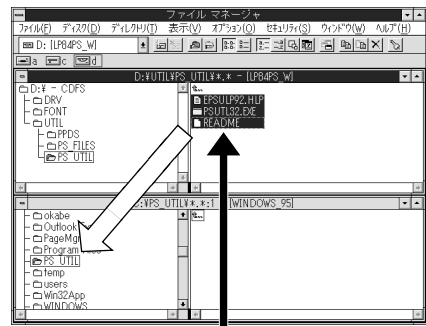 ファイル マネージャ
ファイル(F) ディスク(D) ディレクトリ(T) 表示(V) オプション(O) セキュリティ(S) ウィンドウ(W) ヘルプ(H)
D: [LP84PS_W]
a c d
D:¥UTIL¥PS_UTIL¥*.* - [LP84PS_W]
D:¥ - CDFS
DRV
FONT
UTIL
PPDS
PS_FILES
PS_UTIL
EPSULP92.HLP
PSUTL32.EXE
README
:¥PS_UTIL¥*.*:1 [WINDOWS_95]
okabe
Outlook
PageMgr
Program
PS_UTIL
temp
users
Win32App
WINDOWS